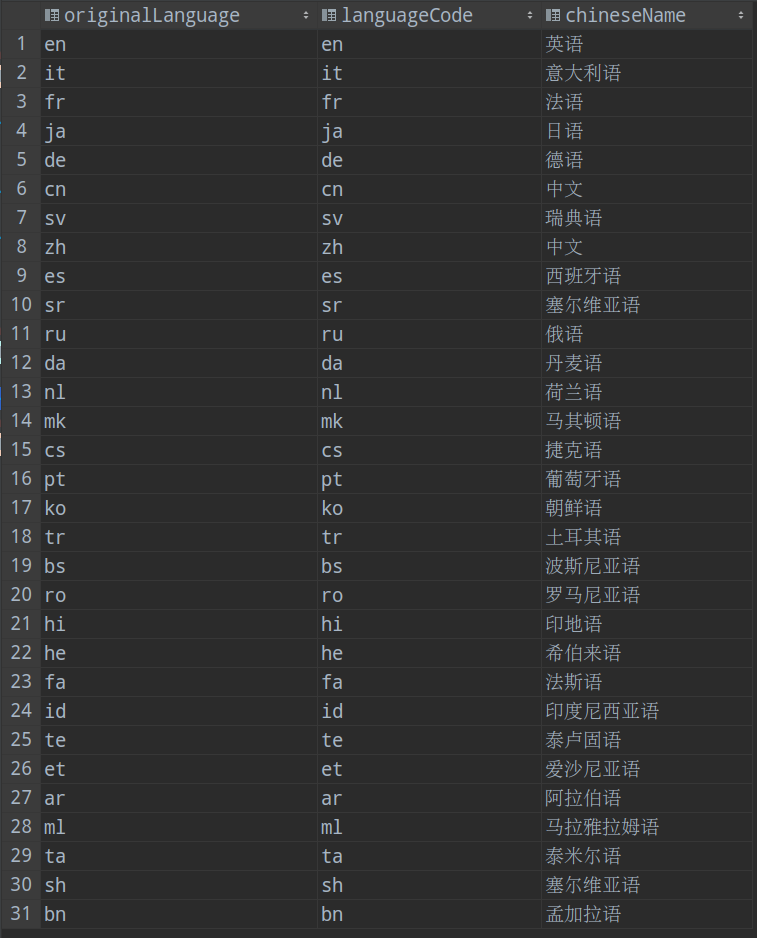 originalLanguage languageCode chineseName
1 en en 英语
2 it it 意大利语
3 fr fr 法语
4 ja ja 日语
5 de de 德语
6 cn cn 中文
7 sv sv 瑞典语
8 zh zh 中文
9 es es 西班牙语
10 sr sr 塞尔维亚语
11 ru ru 俄语
12 da da 丹麦语
13 nl nl 荷兰语
14 mk mk 马其顿语
15 cs cs 捷克语
16 pt pt 葡萄牙语
17 ko ko 朝鲜语
18 tr tr 土耳其语
19 bs bs 波斯尼亚语
20 ro ro 罗马尼亚语
21 hi hi 印地语
22 he he 希伯来语
23 fa fa 法斯语
24 id id 印度尼西亚语
25 te te 泰卢固语
26 et et 爱沙尼亚语
27 ar ar 阿拉伯语
28 ml ml 马拉雅拉姆语
29 ta ta 泰米尔语
30 sh sh 塞尔维亚语
31 bn bn 孟加拉语